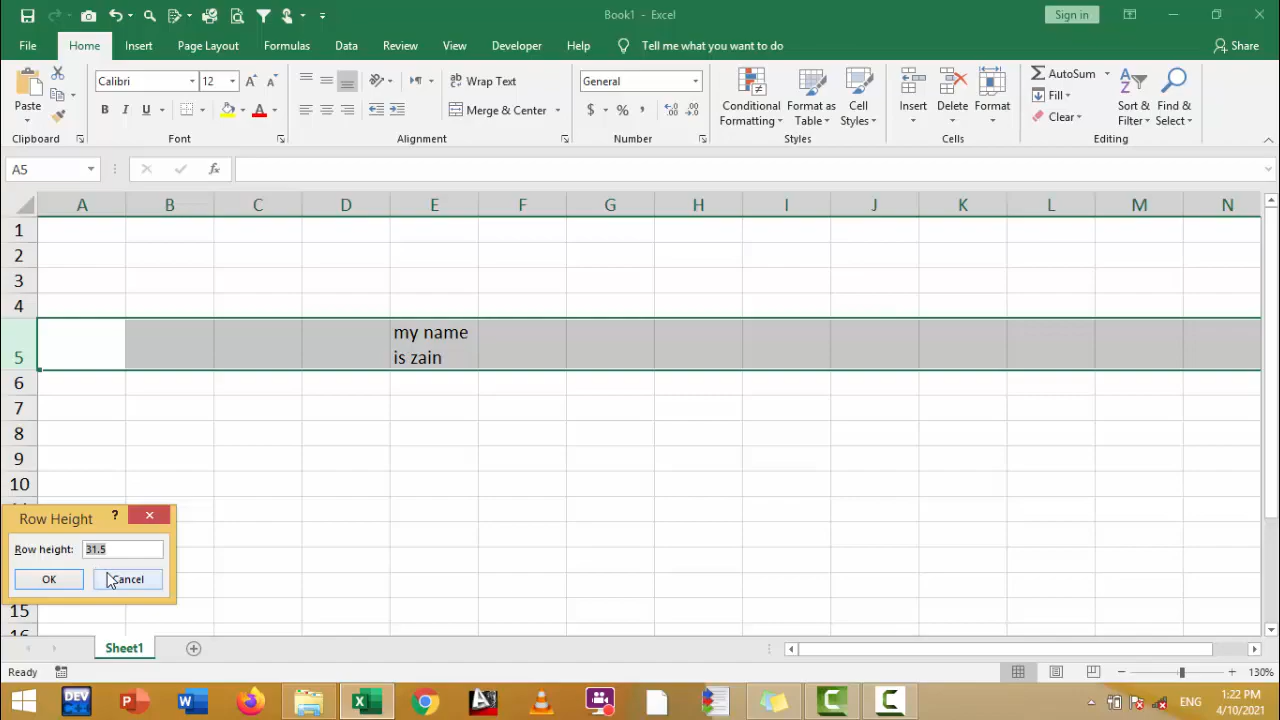 Book1 - Excel
Sign in
File Home Insert Page Layout Formulas Data Review View Developer Help Tell me what you want to do Share
Paste
Calibri 12
B I U A
Wrap Text
Merge & Center
General
$ % ,
Conditional Formatting
Format as Table
Cell Styles
Insert
Delete
Format
AutoSum
Fill
Clear
Sort & Filter
Find & Select
Clipboard Font Alignment Number Styles Cells Editing
A5 fx
A B C D E F G H I J K L M N
1
2
3
4
5 my name
is zain
6
7
8
9
10
Row Height ?
Row height: 31.5
OK Cancel
15
16
Sheet1
Ready 130%
DEV
ENG
1:22 PM
4/10/2021